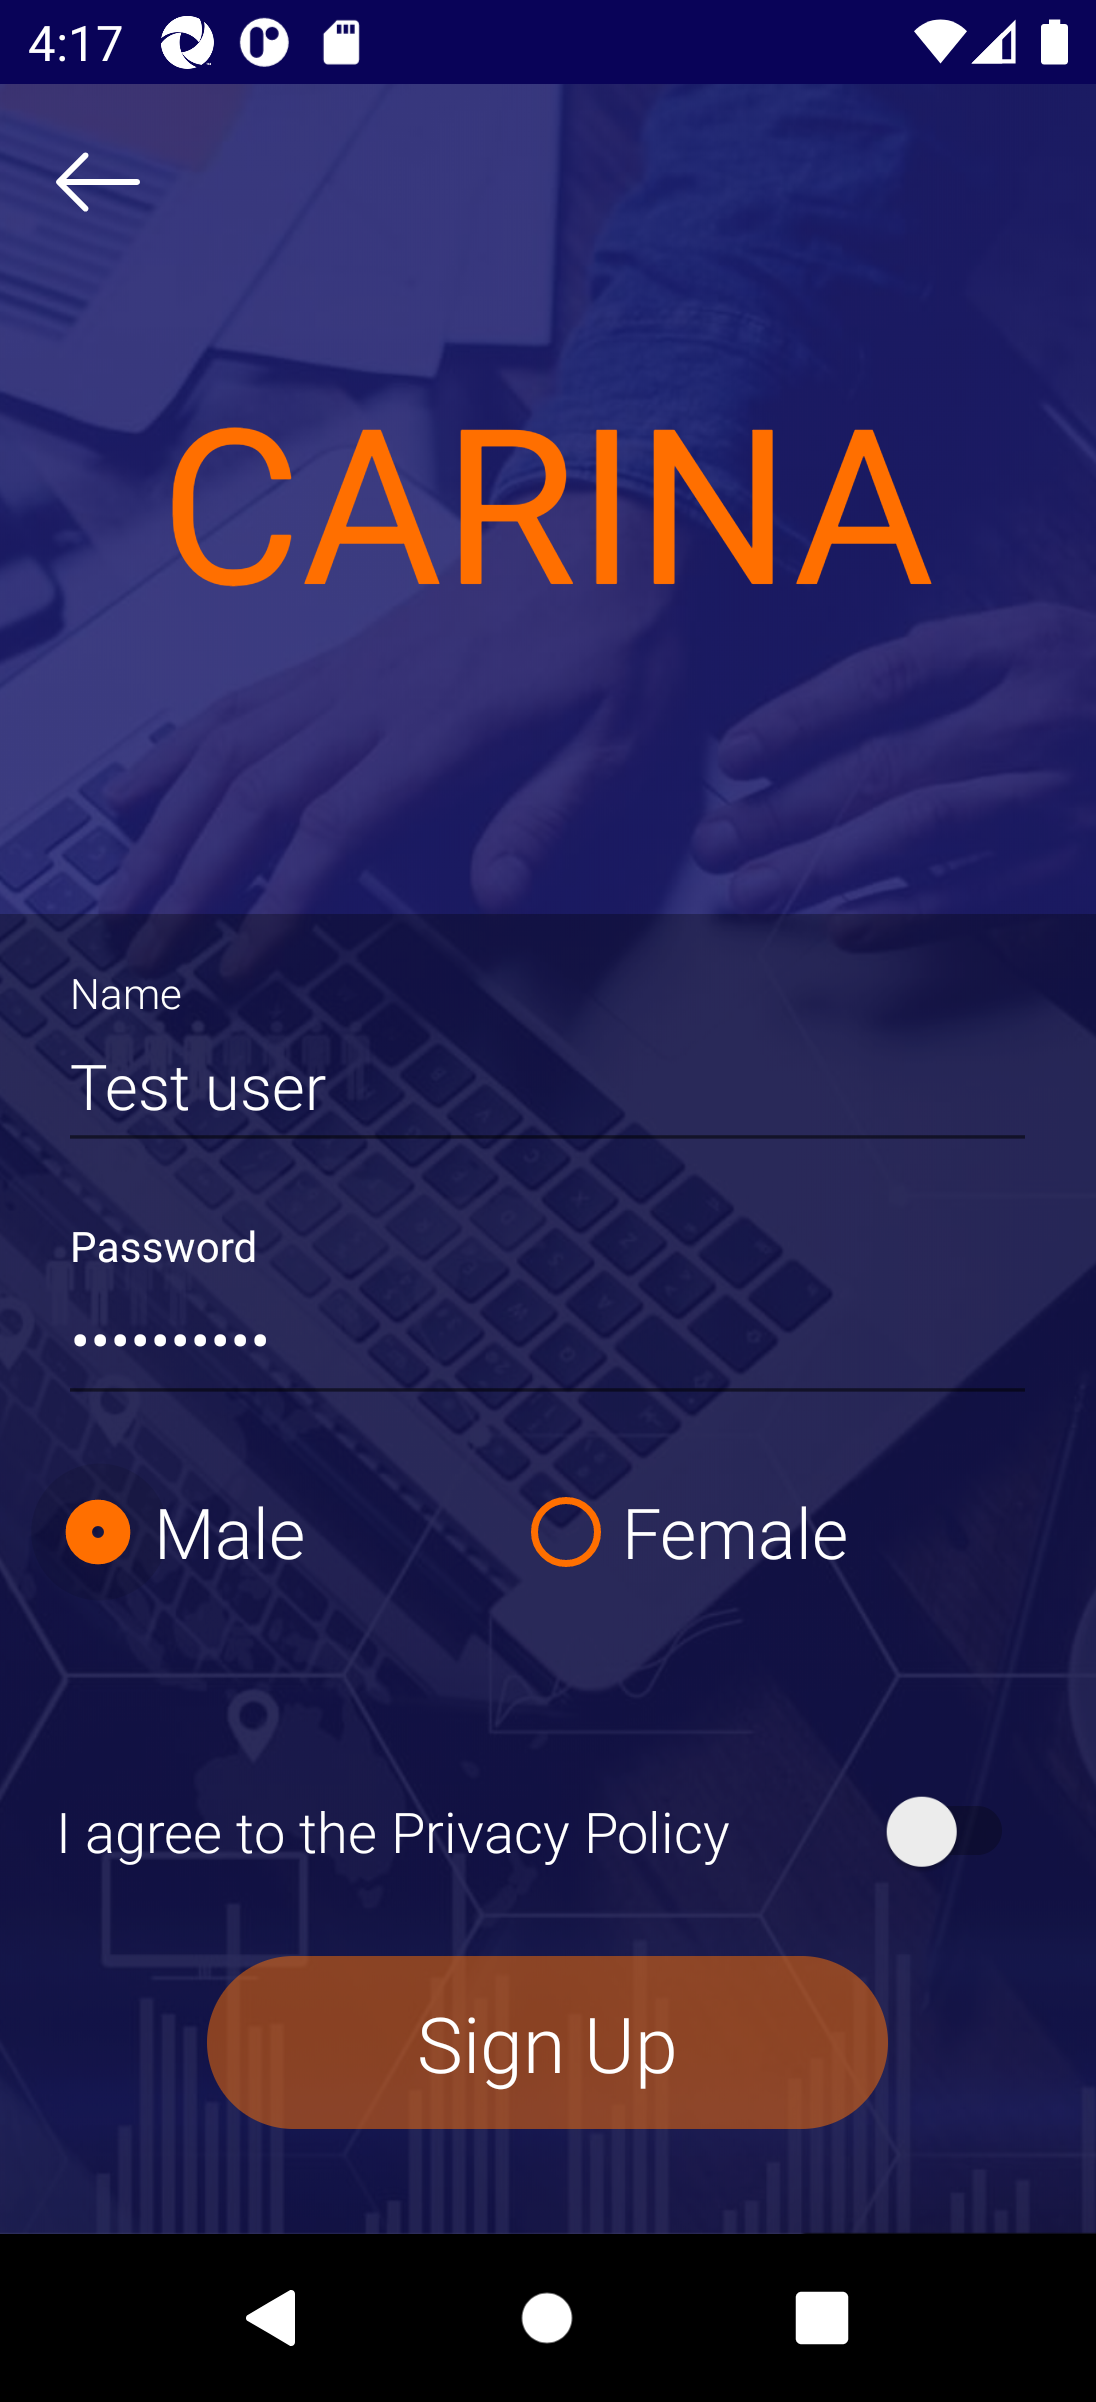 4:17
CARINA
Name
Test user
Password
••••••••••
Male
Female
I agree to the Privacy Policy
Sign Up